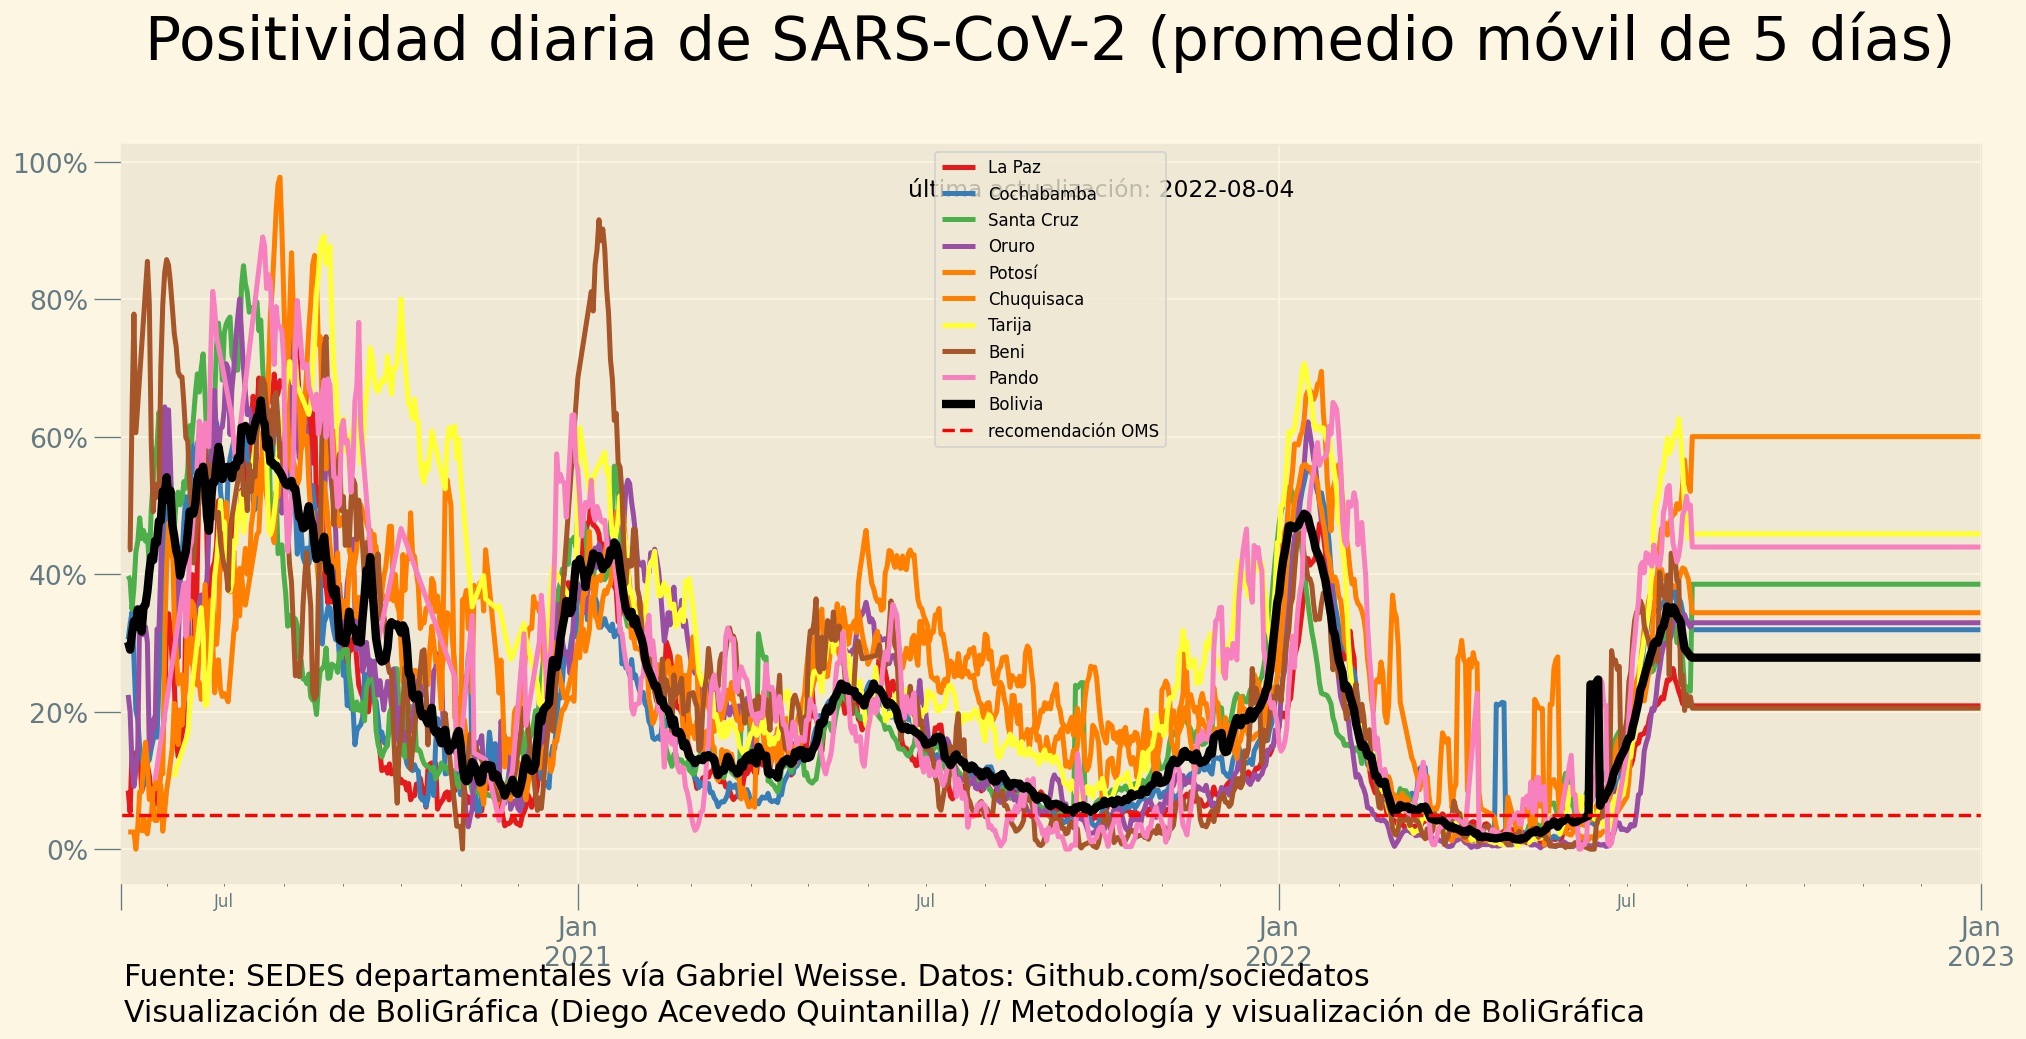 Positividad diaria de SARS-CoV-2 (promedio móvil de 5 días)
100%
80%
60%
40%
20%
0%
última actualización: 2022-08-04
La Paz
Cochabamba
Santa Cruz
Oruro
Potosí
Chuquisaca
Tarija
Beni
Pando
Bolivia
recomendación OMS
Jul
Jul
Jul
Jan
2021
Jan
2022
Jan
2023
Fuente: SEDES departamentales vía Gabriel Weisse. Datos: Github.com/sociedatos
Visualización de BoliGráfica (Diego Acevedo Quintanilla) // Metodología y visualización de BoliGráfica